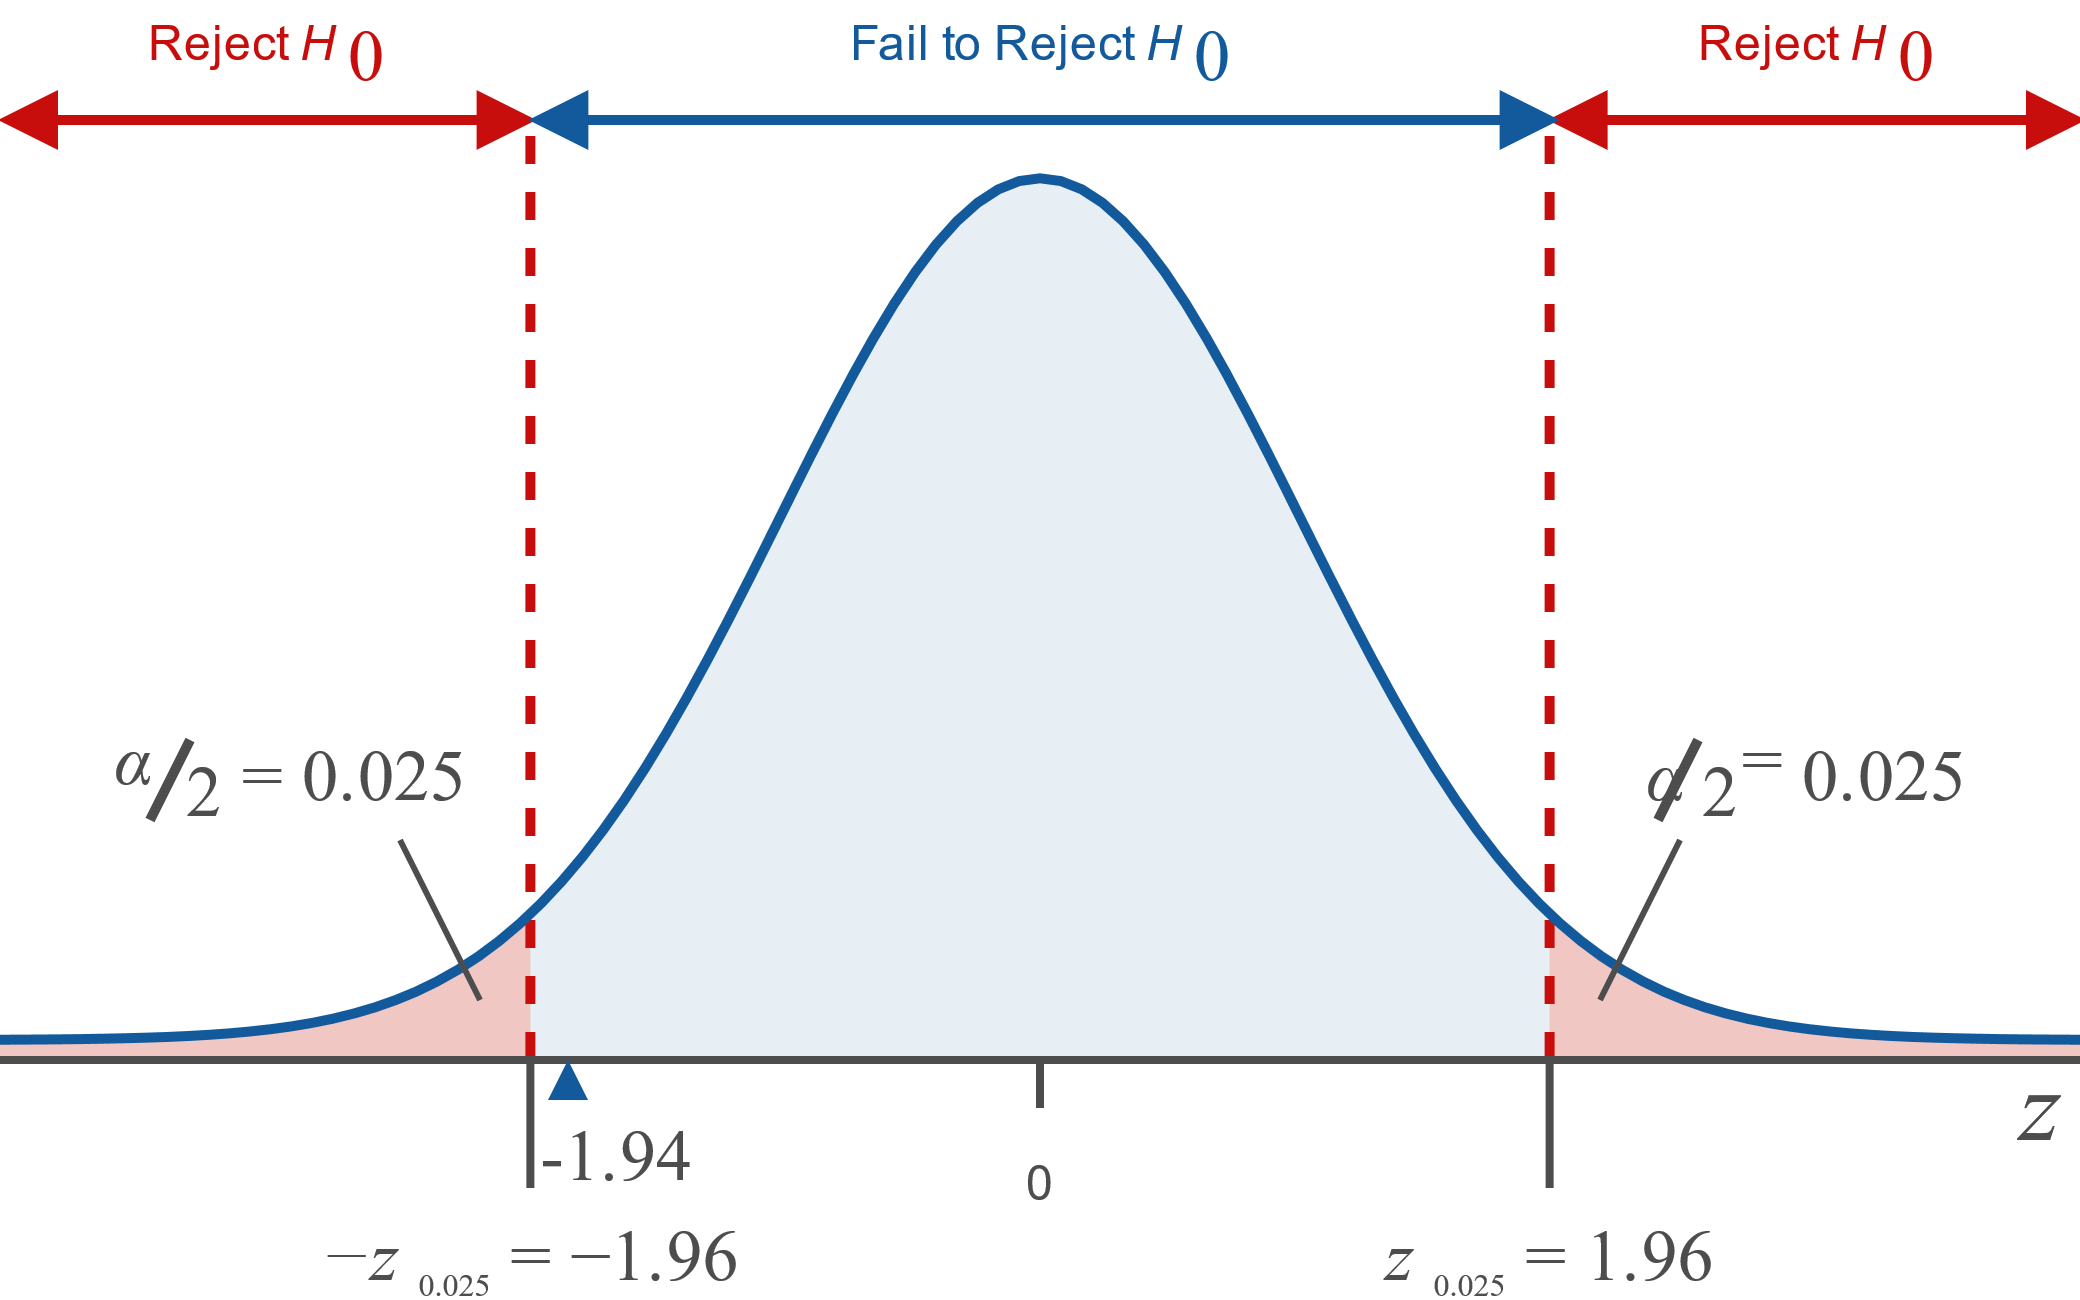 Reject H 0
Fail to Reject H 0
Reject H 0
α/2 = 0.025
α/2 = 0.025
z
-1.94
0
−z 0.025 = −1.96
z 0.025 = 1.96